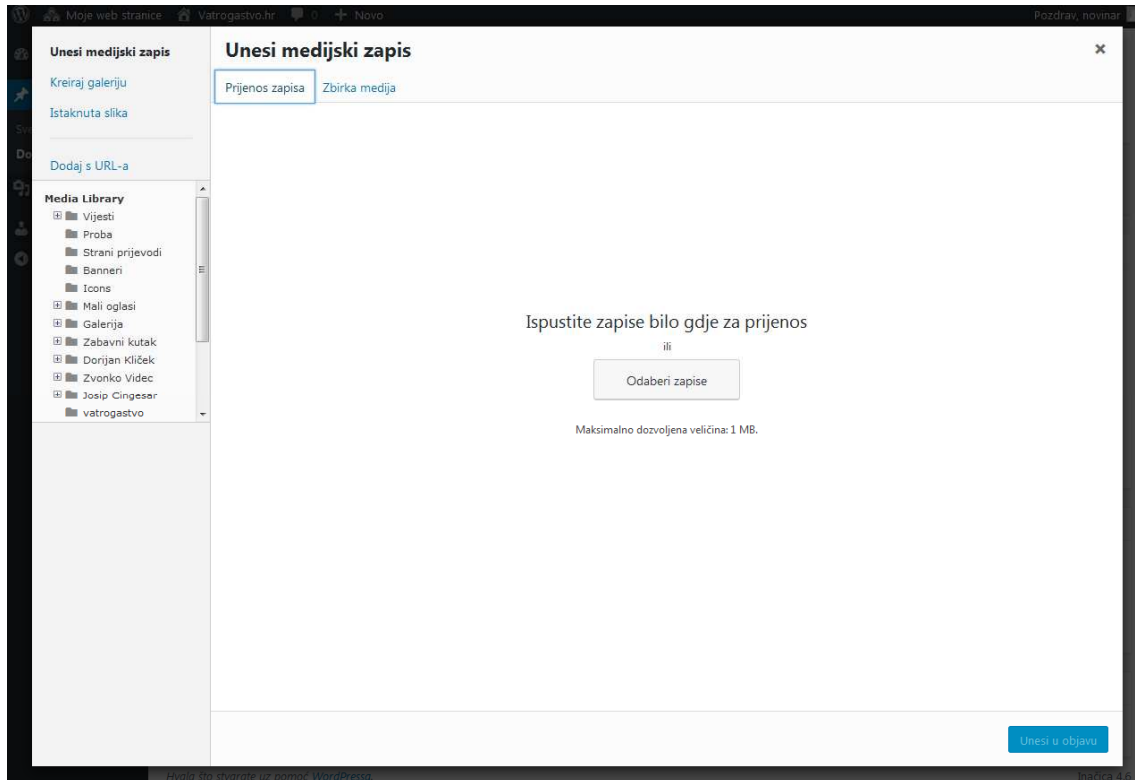 Moje web stranice Vatrogastvo.hr 0 + Novo Pozdrav, novinar
Unesi medijski zapis
Kreiraj galeriju
Istaknuta slika
Dodaj s URL-a
Media Library
Vijesti
Proba
Strani prijevodi
Banneri
Icons
Mali oglasi
Galerija
Zabavni kutak
Dorijan Kliček
Zvonko Videc
Josip Cingesar
vatrogastvo
Unesi medijski zapis
Prijenos zapisa Zbirka medija
Ispustite zapise bilo gdje za prijenos
ili
Odaberi zapise
Maksimalno dozvoljena veličina: 1 MB.
Unesi u objavu
Hvala što stvarate uz pomoć WordPressa. Inačica 4.6